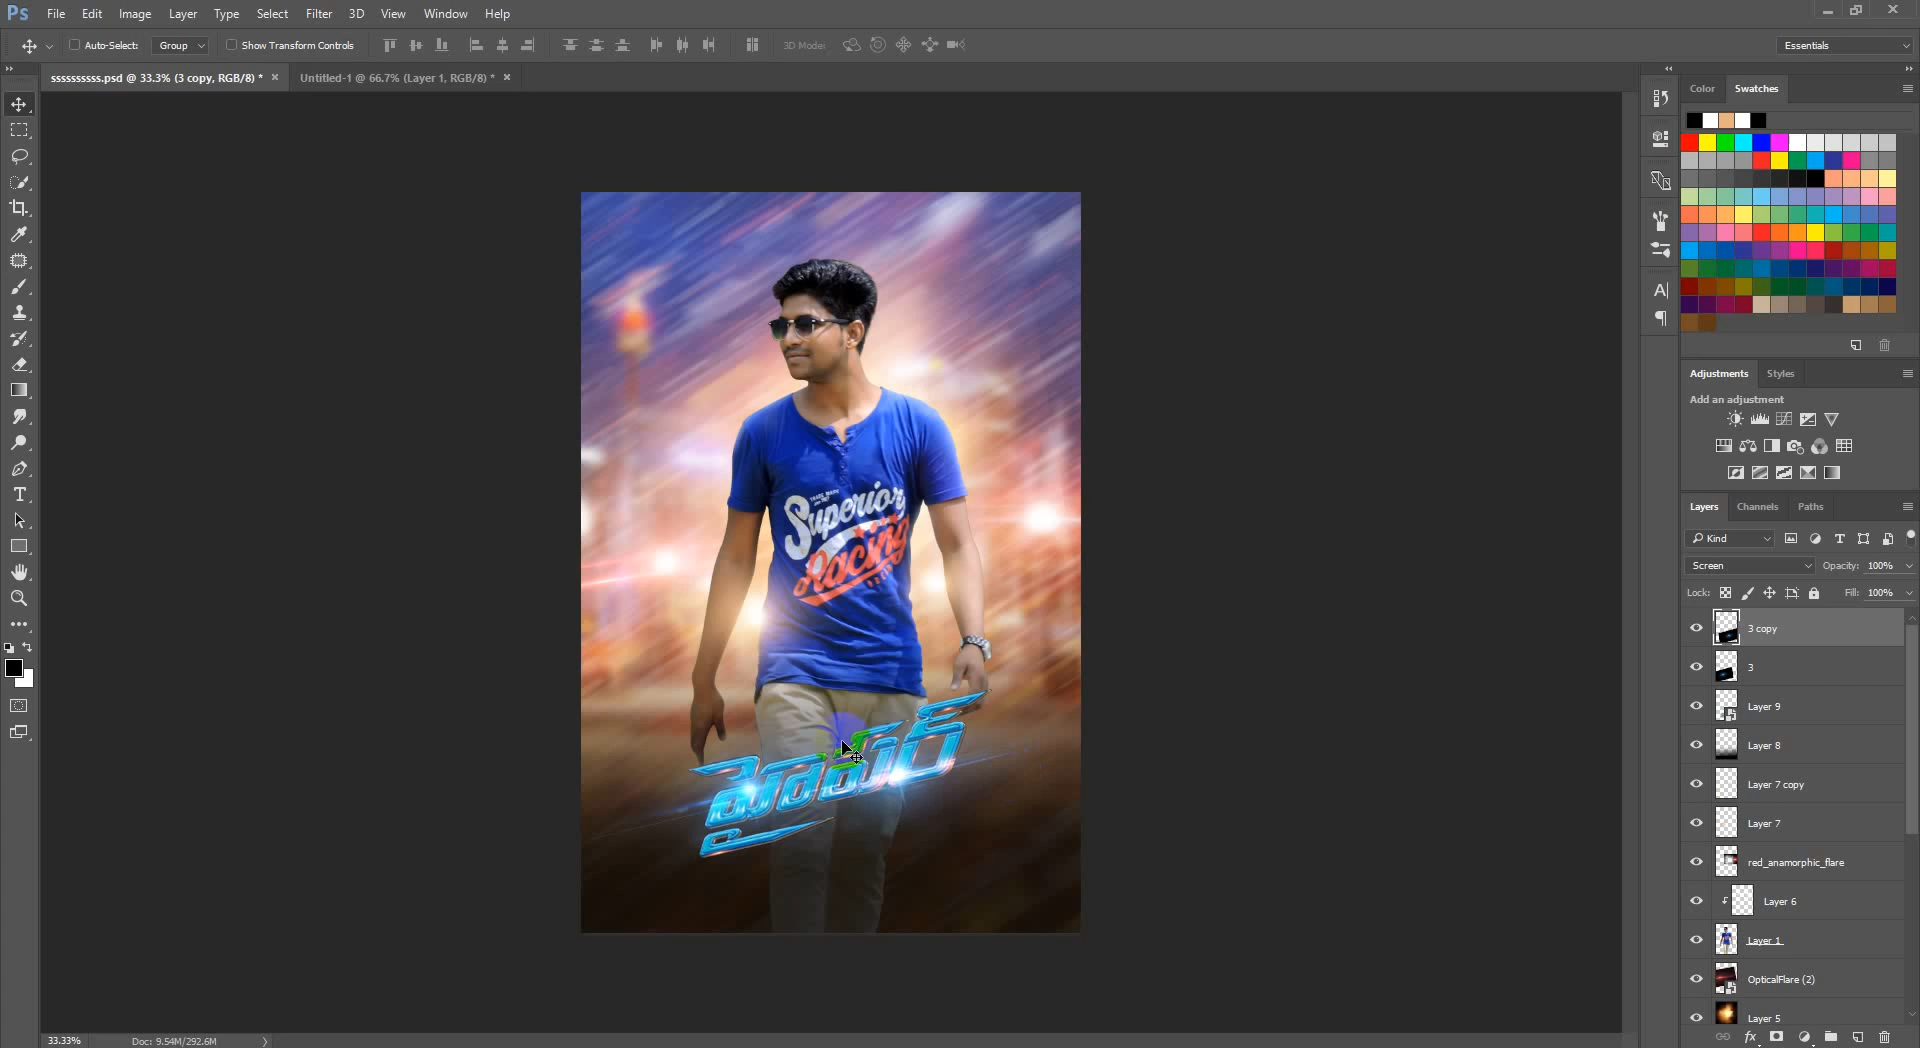 Ps File Edit Image Layer Type Select Filter 3D View Window Help
Auto-Select: Group Show Transform Controls 3D Mode: Essentials
ssssssssss.psd @ 33.3% (3 copy, RGB/8) * Untitled-1 @ 66.7% (Layer 1, RGB/8) *
Color Swatches
Adjustments Styles
Add an adjustment
Layers Channels Paths
Kind
Screen Opacity: 100%
Lock: Fill: 100%
3 copy
3
Layer 9
Layer 8
Layer 7 copy
Layer 7
red_anamorphic_flare
Layer 6
Layer 1
OpticalFlare (2)
Layer 5
TRADE MARK
Superior
Racing
33.33% Doc: 9.54M/292.6M